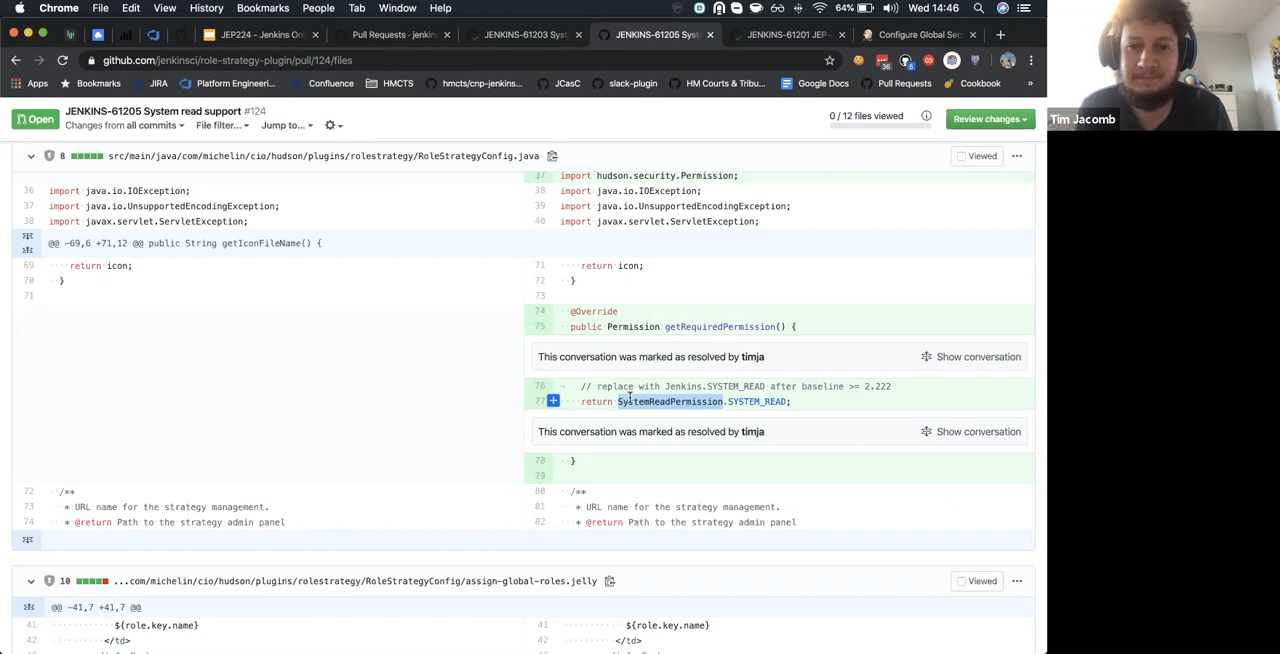 Chrome File Edit View History Bookmarks People Tab Window Help 64% Wed 14:46
JEP224 - Jenkins Onl Pull Requests · jenkins JENKINS-61203 Syst JENKINS-61205 Syste JENKINS-61201 JEP- Configure Global Sec
github.com/jenkinsci/role-strategy-plugin/pull/124/files 36 5
Apps Bookmarks JIRA Platform Engineeri... Confluence HMCTS hmcts/cnp-jenkins... JCasC slack-plugin HM Courts & Tribu... Google Docs Cookbook »
Open JENKINS-61205 System read support #124
Changes from all commits File filter... Jump to... 0 / 12 files viewed Review changes
Tim Jacomb
8 src/main/java/com/michelin/cio/hudson/plugins/rolestrategy/RoleStrategyConfig.java Viewed
37 import hudson.security.Permission;
36 import java.io.IOException; 38 import java.io.IOException;
37 import java.io.UnsupportedEncodingException; 39 import java.io.UnsupportedEncodingException;
38 import javax.servlet.ServletException; 40 import javax.servlet.ServletException;
@@ -69,6 +71,12 @@ public String getIconFileName() {
69 return icon; 71 return icon;
70 } 72 }
71 73
74 @Override
75 public Permission getRequiredPermission() {
This conversation was marked as resolved by timja Show conversation
76 // replace with Jenkins.SYSTEM_READ after baseline >= 2.222
77 return SystemReadPermission.SYSTEM_READ;
This conversation was marked as resolved by timja Show conversation
78 }
79
72 /** 80 /**
73 * URL name for the strategy management. 81 * URL name for the strategy management.
74 * @return Path to the strategy admin panel 82 * @return Path to the strategy admin panel
10 ...com/michelin/cio/hudson/plugins/rolestrategy/RoleStrategyConfig/assign-global-roles.jelly Viewed
@@ -41,7 +41,7 @@
41 ${role.key.name} 41 ${role.key.name}
42 </td> 42 </td>